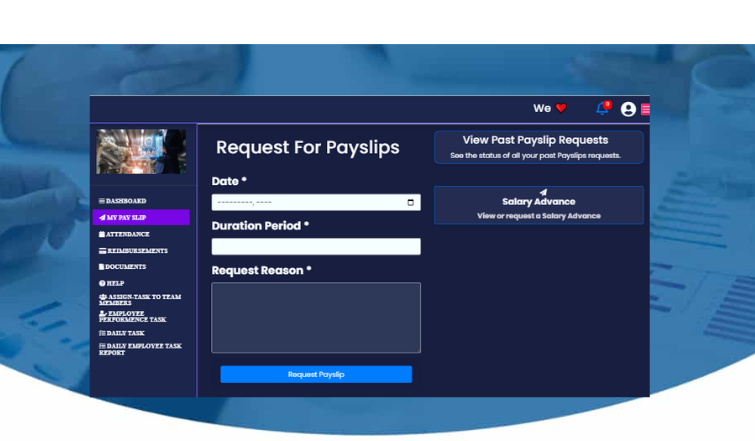 We
0
Request For Payslips
Date *
---------, ----
Duration Period *
Request Reason *
Request Payslip
View Past Payslip Requests
See the status of all your past Payslips requests.
Salary Advance
View or request a Salary Advance
DASHBOARD
MY PAY SLIP
ATTENDANCE
REIMBURSEMENTS
DOCUMENTS
HELP
ASSIGN-TASK TO TEAM
MEMBERS
EMPLOYEE
PERFORMENCE TASK
DAILY TASK
DAILY EMPLOYEE TASK
REPORT